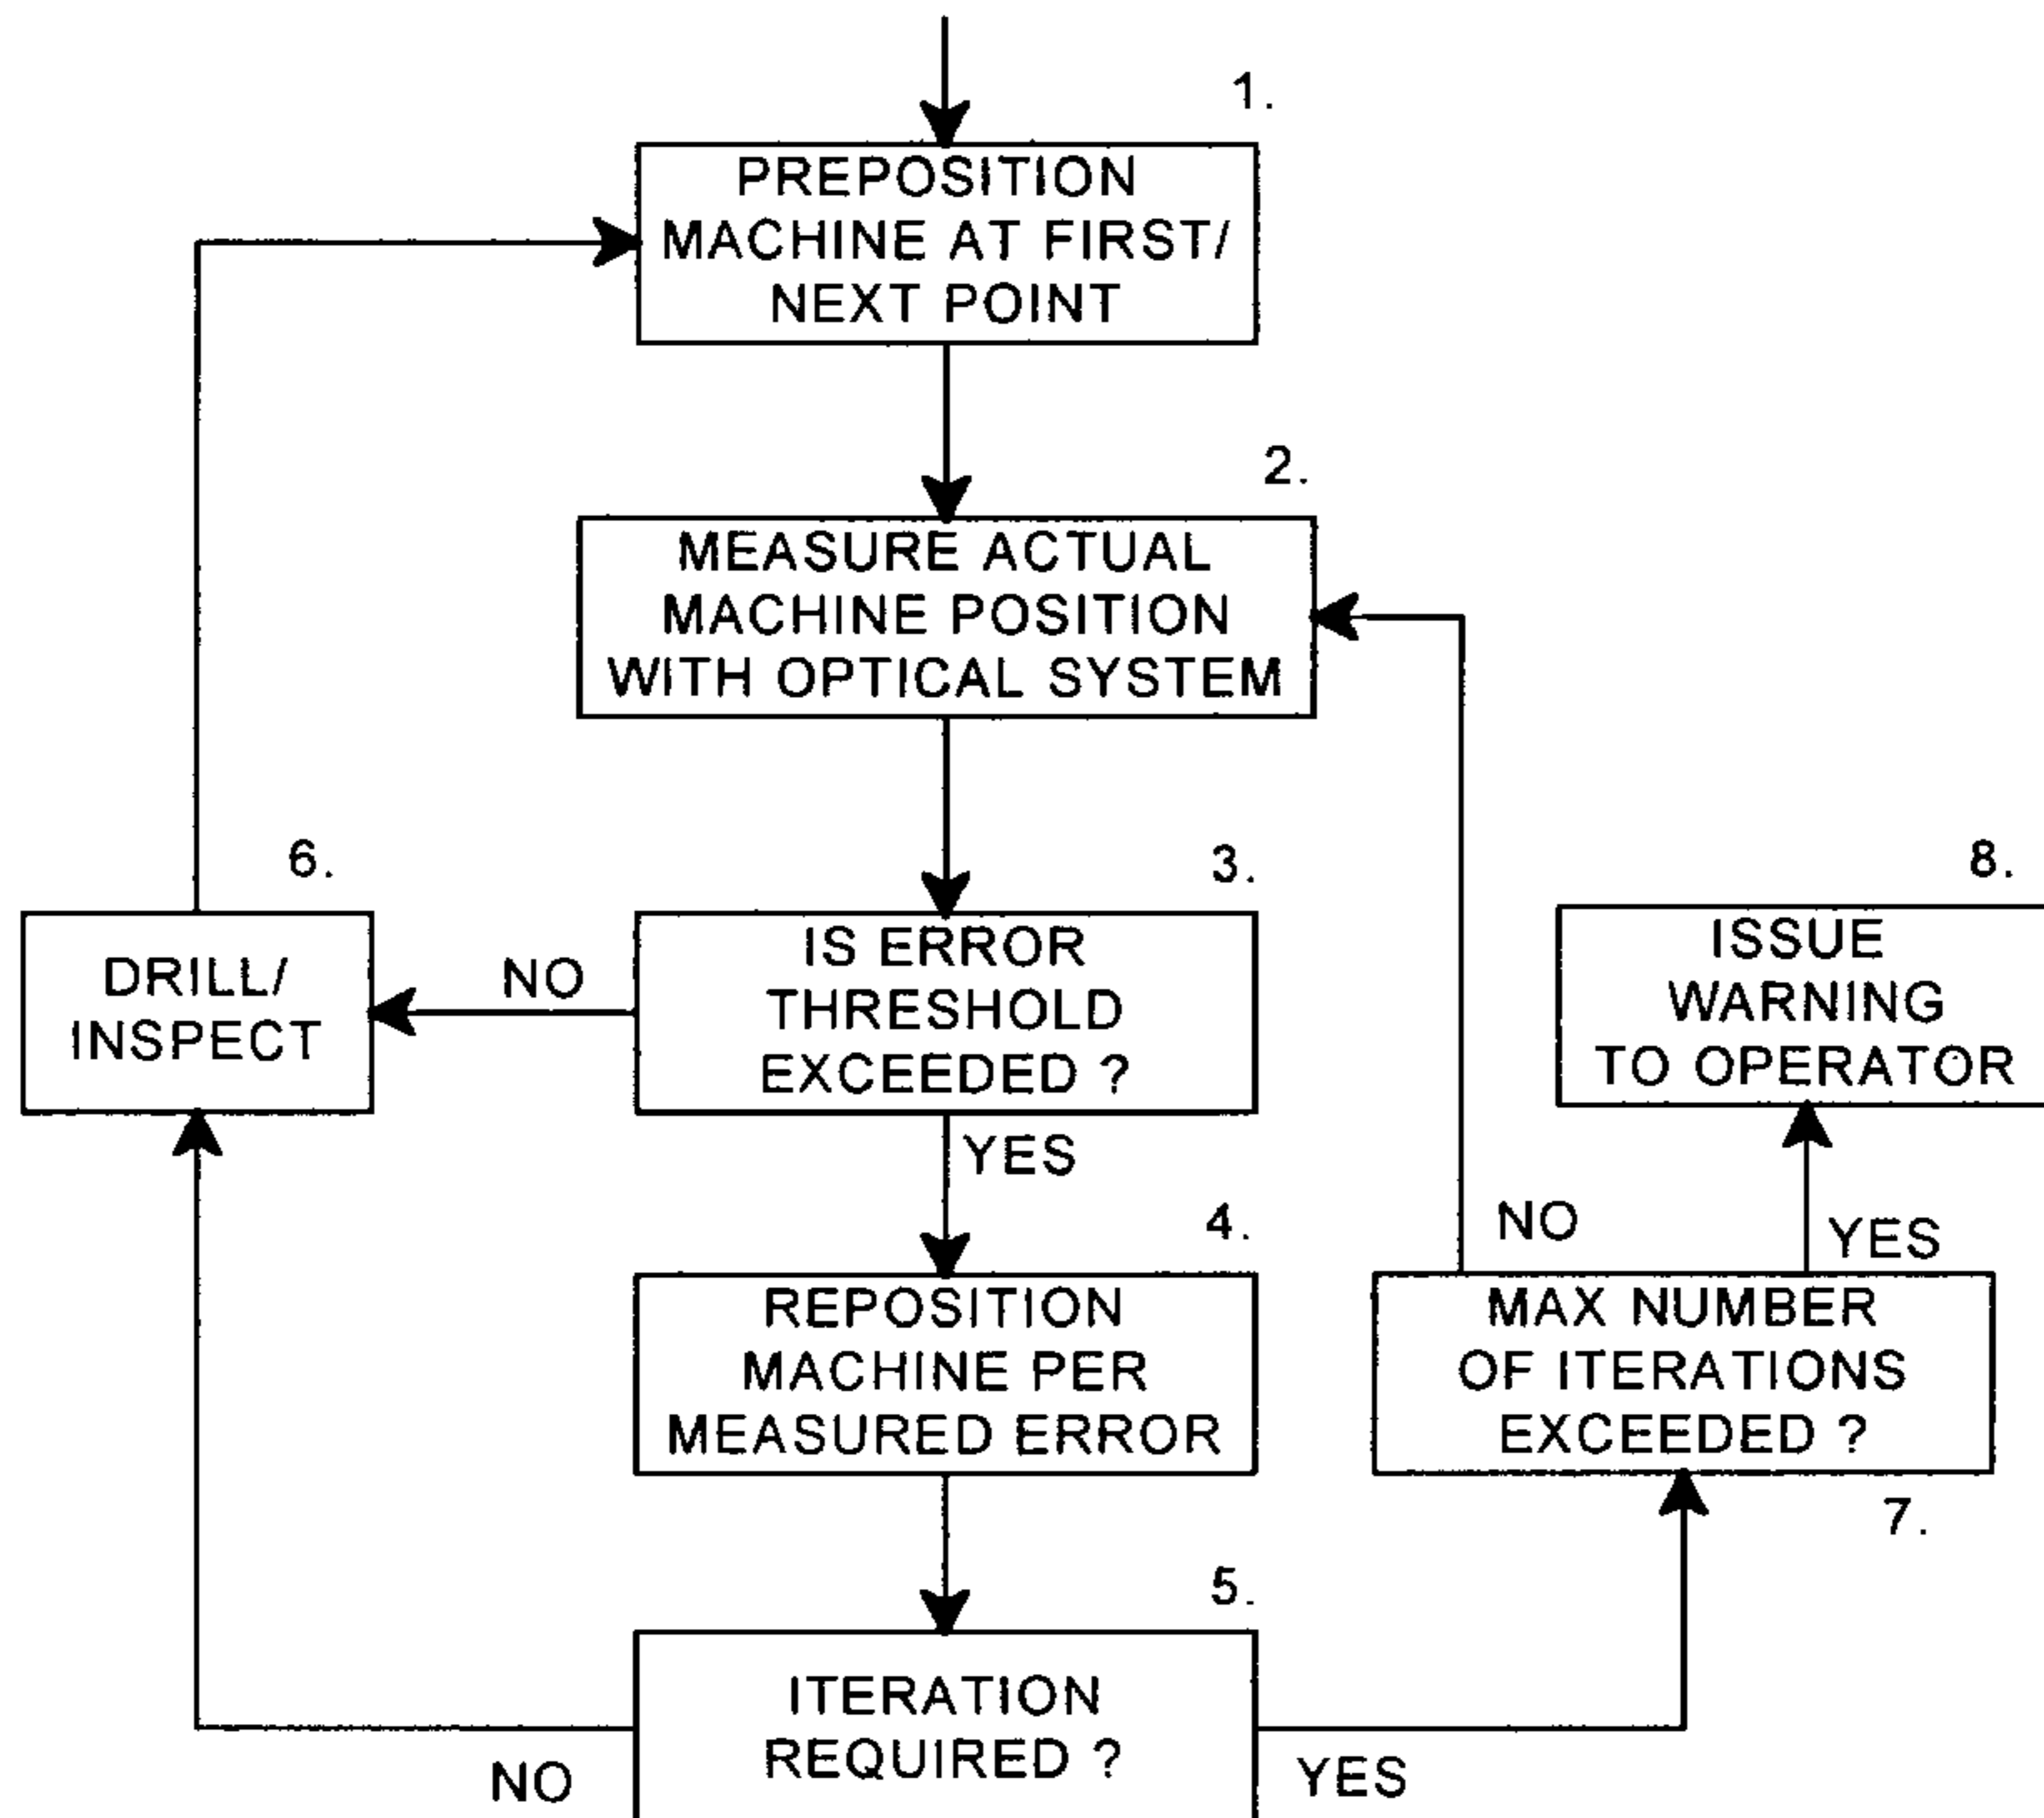 1.
PREPOSITION
MACHINE AT FIRST/
NEXT POINT
2.
MEASURE ACTUAL
MACHINE POSITION
WITH OPTICAL SYSTEM
6.
DRILL/
INSPECT
NO
3.
IS ERROR
THRESHOLD
EXCEEDED ?
YES
8.
ISSUE
WARNING
TO OPERATOR
4.
REPOSITION
MACHINE PER
MEASURED ERROR
NO
YES
MAX NUMBER
OF ITERATIONS
EXCEEDED ?
7.
5.
ITERATION
REQUIRED ?
NO
YES